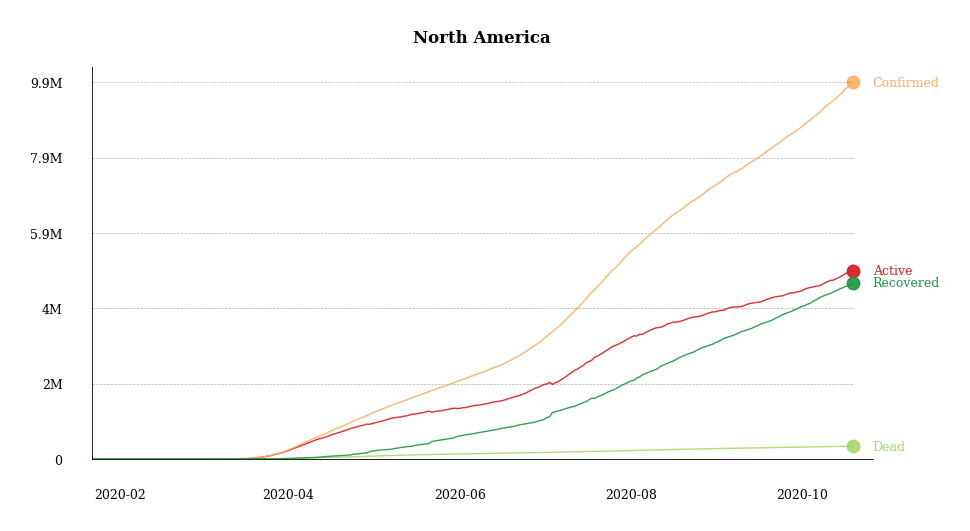 North America
9.9M
Confirmed
7.9M
5.9M
Active
Recovered
4M
2M
Dead
0
2020-02 2020-04 2020-06 2020-08 2020-10